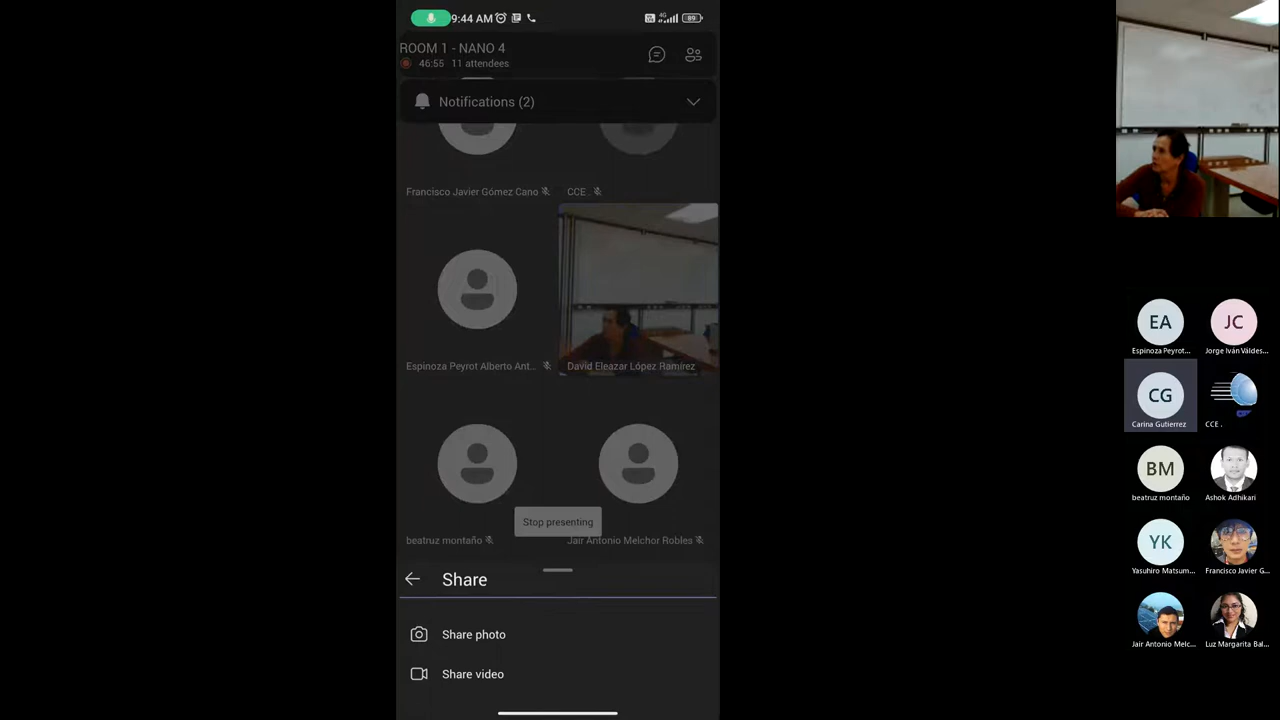 9:44 AM
4G
89
ROOM 1 - NANO 4
46:55 11 attendees
Notifications (2)
Francisco Javier Gómez Cano
CCE .
Espinoza Peyrot Alberto Ant...
David Eleazar López Ramírez
beatruz montaño
Jair Antonio Melchor Robles
Stop presenting
Share
Share photo
Share video
EA
Espinoza Peyrot...
JC
Jorge Iván Váldes...
CG
Carina Gutierrez
CCE .
BM
beatruz montaño
Ashok Adhikari
YK
Yasuhiro Matsum...
Francisco Javier G...
Jair Antonio Melc...
Luz Margarita Bal...